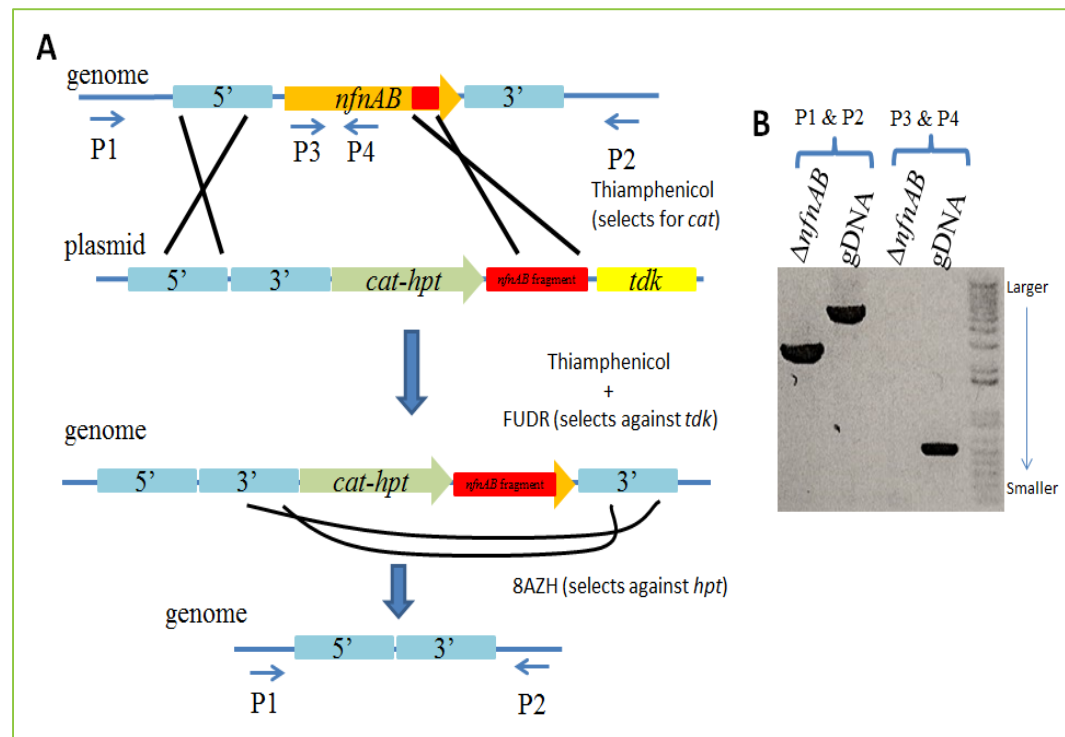 A
genome
5’
nfnAB
3’
P1
P3
P4
P2
Thiamphenicol
(selects for cat)
plasmid
5’
3’
cat-hpt
nfnAB fragment
tdk
Thiamphenicol
+
FUDR (selects against tdk)
genome
5’
3’
cat-hpt
nfnAB fragment
3’
8AZH (selects against hpt)
genome
5’
3’
P1
P2
B
P1 & P2
P3 & P4
ΔnfnAB
gDNA
ΔnfnAB
gDNA
Larger
Smaller